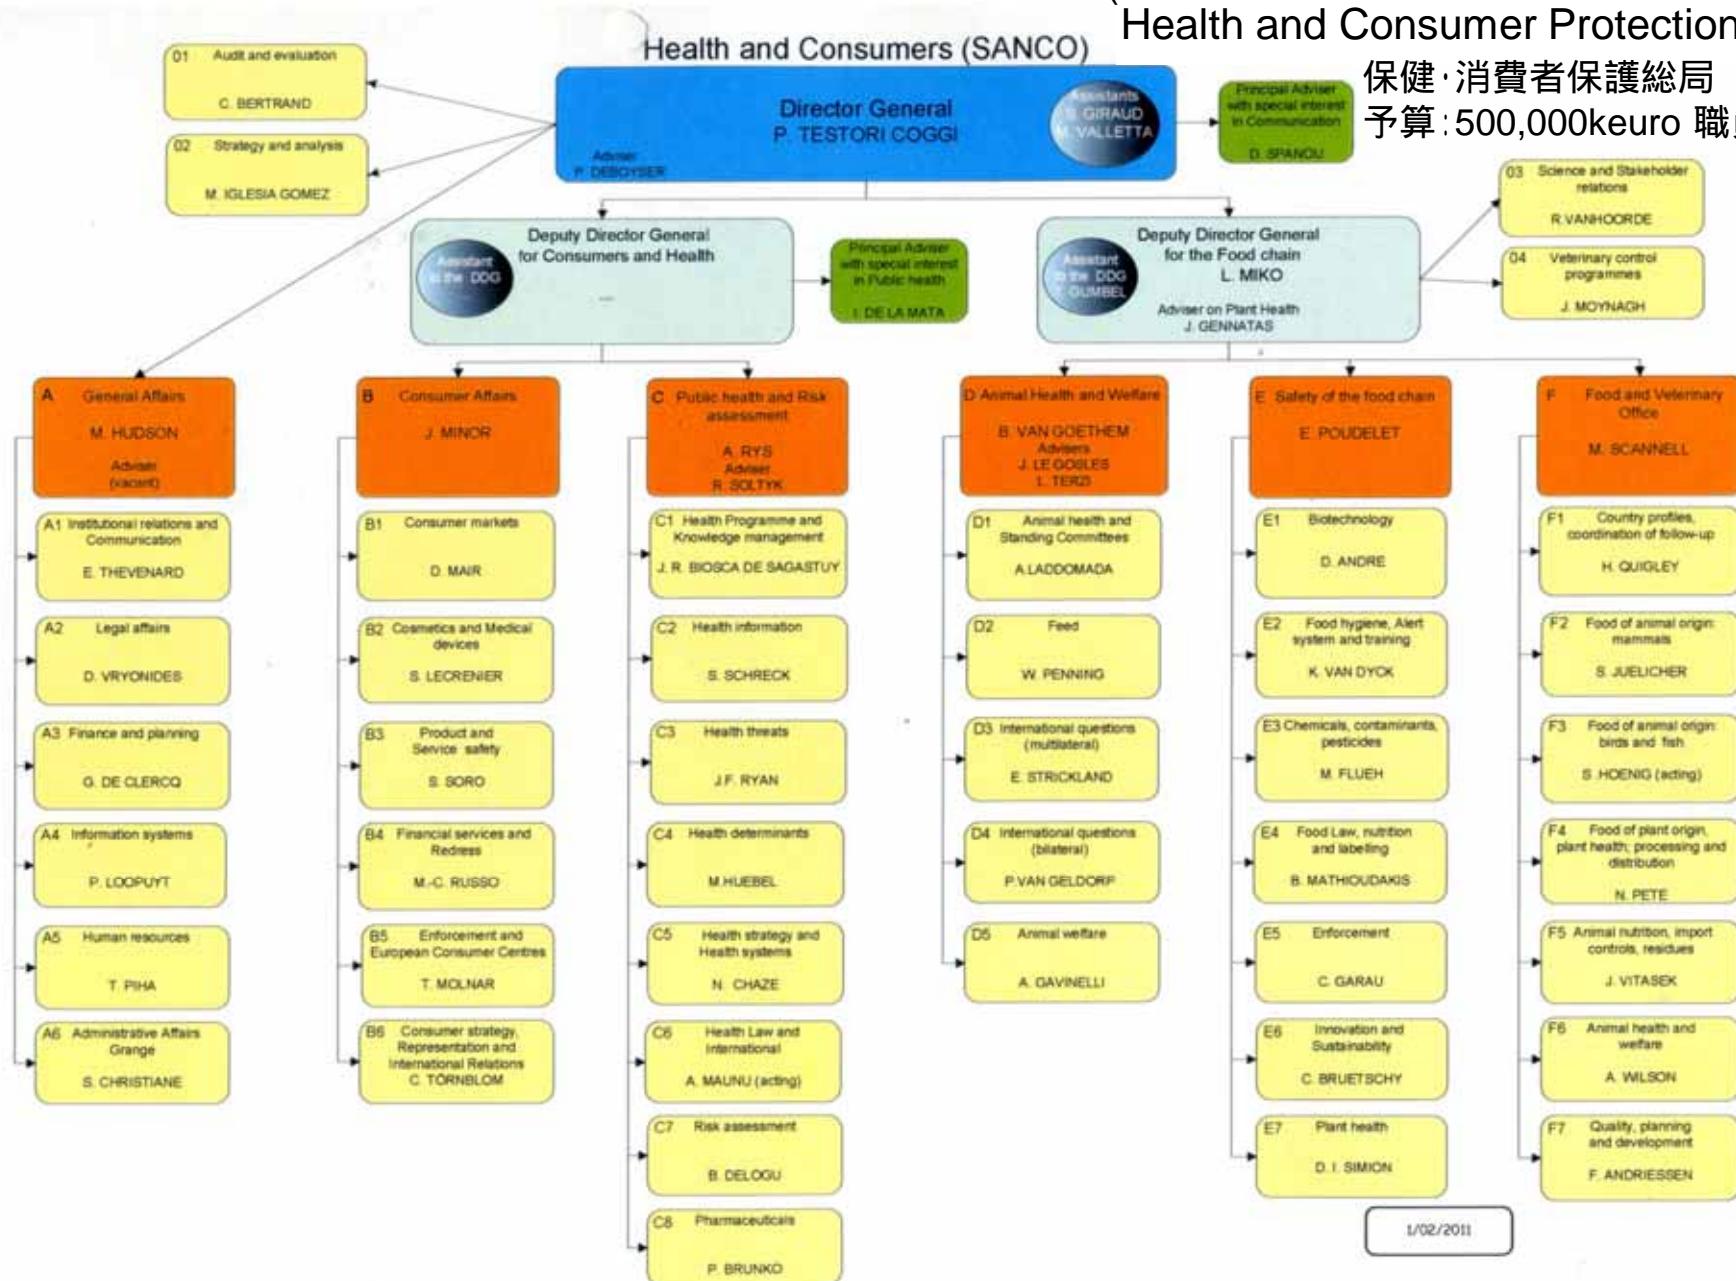 Health and Consumer Protection
保健・消費者保護総局
予算:500,000keuro 職
Health and Consumers (SANCO)
01 Audit and evaluation
C. BERTRAND
02 Strategy and analysis
M. IGLESIA GOMEZ
Director General
P. TESTORI COGGI
Adviser
P. DEBOYSER
Assistants
GIRAUD
M. VALLETTA
Principal Adviser
with special interest
in Communication
D. SPANOU
03 Science and Stakeholder
relations
R.VANHOORDE
04 Veterinary control
programmes
J. MOYNAGH
Deputy Director General
for Consumers and Health
Assistant
to the DDG
Principal Adviser
with special interest
in Public health
I. DE LA MATA
Deputy Director General
for the Food chain
L. MIKO
Assistant
to the DDG
T. GUMBEL
Adviser on Plant Health
J. GENNATAS
A General Affairs
M. HUDSON
Adviser
(vacant)
A1 Institutional relations and
Communication
E. THEVENARD
A2 Legal affairs
D. VRYONIDES
A3 Finance and planning
G. DE CLERCQ
A4 Information systems
P. LOOPUYT
A5 Human resources
T. PIHA
A6 Administrative Affairs
Grange
S. CHRISTIANE
B Consumer Affairs
J. MINOR
B1 Consumer markets
D. MAIR
B2 Cosmetics and Medical
devices
S. LECRENIER
B3 Product and
Service safety
S. SORO
B4 Financial services and
Redress
M.-C. RUSSO
B5 Enforcement and
European Consumer Centres
T. MOLNAR
B6 Consumer strategy,
Representation and
International Relations
C. TÖRNBLOM
C Public health and Risk
assessment
A. RYS
Adviser
R. SOLTYK
C1 Health Programme and
Knowledge management
J. R. BIOSCA DE SAGASTUY
C2 Health information
S. SCHRECK
C3 Health threats
J.F. RYAN
C4 Health determinants
M.HUEBEL
C5 Health strategy and
Health systems
N. CHAZE
C6 Health Law and
International
A. MAUNU (acting)
C7 Risk assessment
B. DELOGU
C8 Pharmaceuticals
P. BRUNKO
D Animal Health and Welfare
B. VAN GOETHEM
Advisers
J. LE GOSLES
L. TERZI
D1 Animal health and
Standing Committees
A.LADDOMADA
D2 Feed
W. PENNING
D3 International questions
(multilateral)
E. STRICKLAND
D4 International questions
(bilateral)
P.VAN GELDORP
D5 Animal welfare
A. GAVINELLI
E Safety of the food chain
E. POUDELET
E1 Biotechnology
D. ANDRE
E2 Food hygiene, Alert
system and training
K. VAN DYCK
E3 Chemicals, contaminants,
pesticides
M. FLUEH
E4 Food Law, nutrition
and labelling
B. MATHIOUDAKIS
E5 Enforcement
C. GARAU
E6 Innovation and
Sustainability
C. BRUETSCHY
E7 Plant health
D. I. SIMION
F Food and Veterinary
Office
M. SCANNELL
F1 Country profiles,
coordination of follow-up
H. QUIGLEY
F2 Food of animal origin:
mammals
S. JUELICHER
F3 Food of animal origin:
birds and fish
S .HOENIG (acting)
F4 Food of plant origin,
plant health; processing and
distribution
N. PETE
F5 Animal nutrition, import
controls, residues
J. VITASEK
F6 Animal health and
welfare
A. WILSON
F7 Quality, planning
and development
F. ANDRIESSEN
1/02/2011